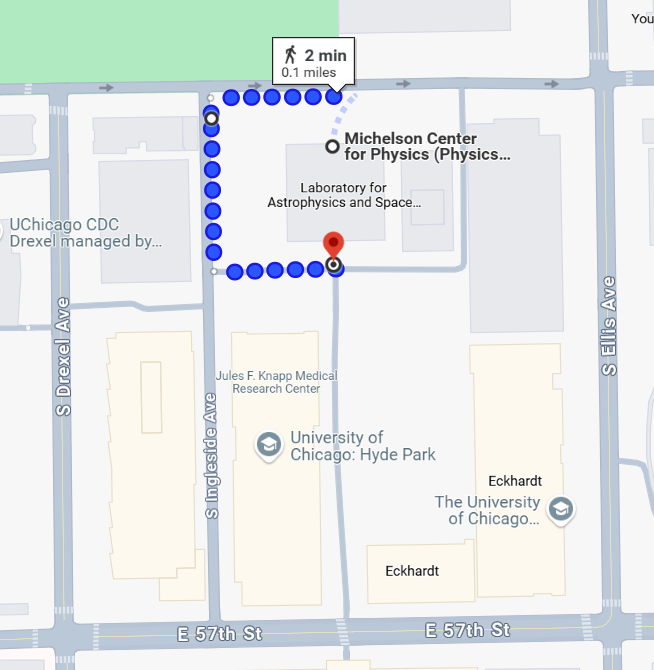 You
2 min
0.1 miles
Michelson Center
for Physics (Physics...
Laboratory for
Astrophysics and Space...
UChicago CDC
Drexel managed by...
S Drexel Ave
S Ellis Ave
Jules F. Knapp Medical
Research Center
S Ingleside Ave
University of
Chicago: Hyde Park
Eckhardt
The University
of Chicago...
Eckhardt
E 57th St
E 57th St